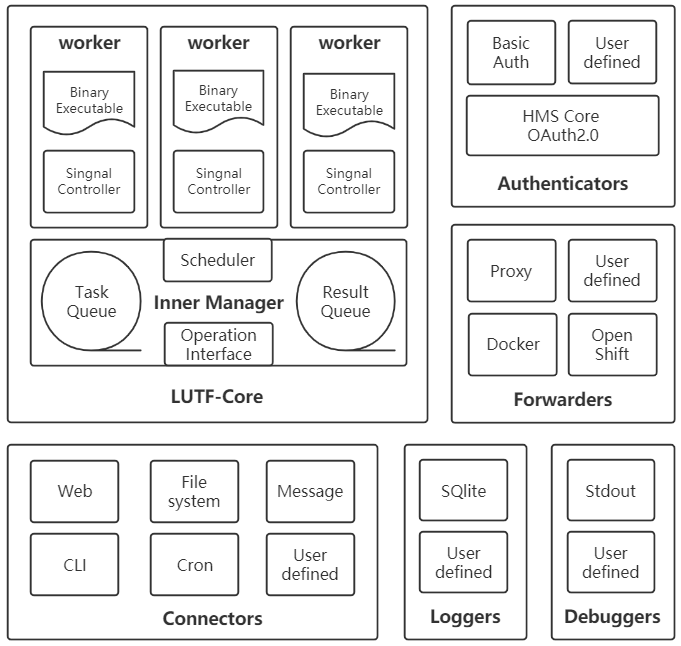 worker
Binary
Executable
Singnal
Controller
worker
Binary
Executable
Singnal
Controller
worker
Binary
Executable
Singnal
Controller
Scheduler
Task
Queue
Inner Manager
Result
Queue
Operation
Interface
LUTF-Core
Basic
Auth
User
defined
HMS Core
OAuth2.0
Authenticators
Proxy
User
defined
Docker
Open
Shift
Forwarders
Web
File
system
Message
CLI
Cron
User
defined
Connectors
SQlite
User
defined
Loggers
Stdout
User
defined
Debuggers